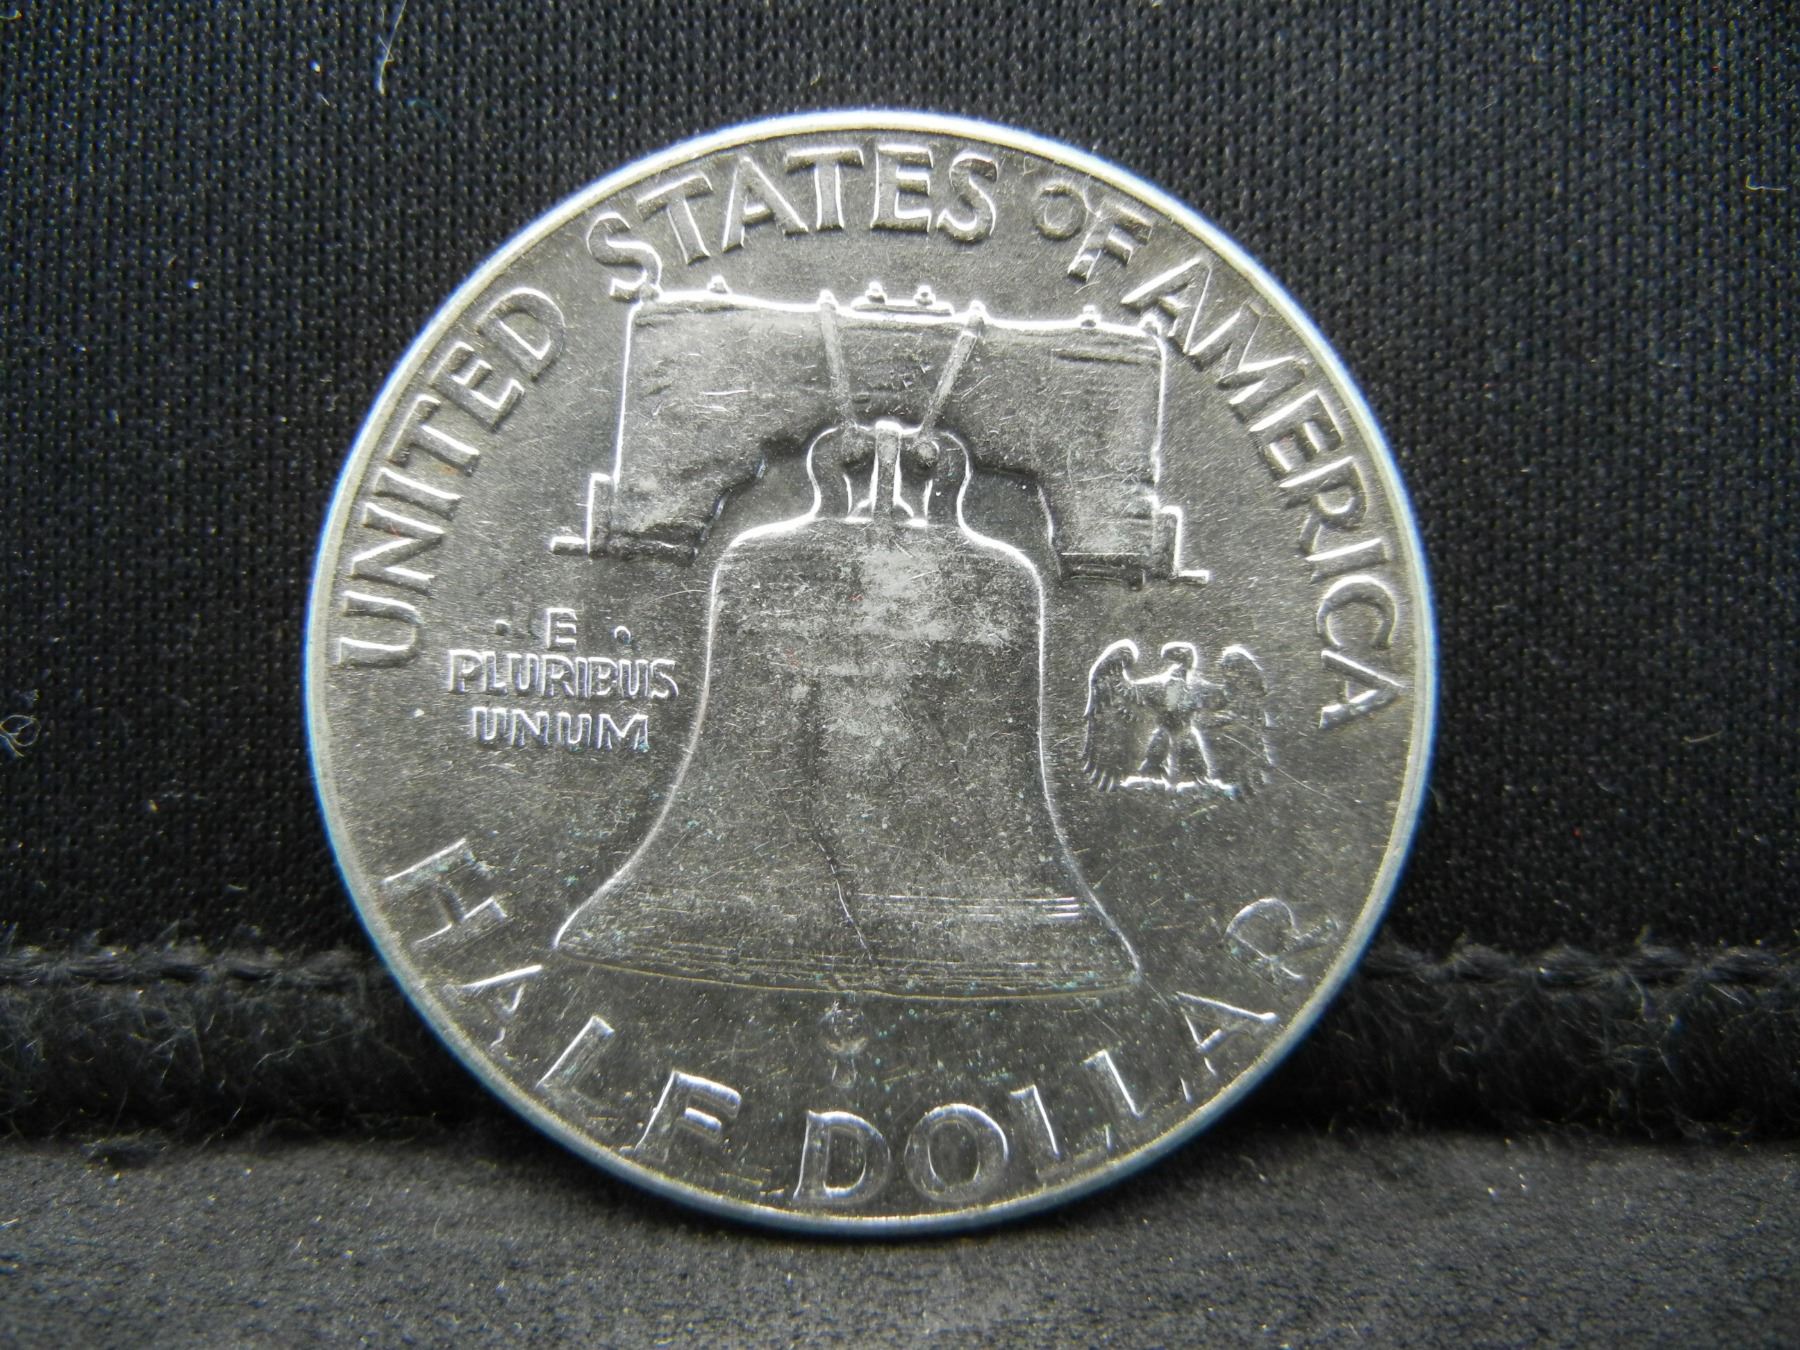 UNITED STATES OF AMERICA
· E ·
PLURIBUS
UNUM
HALF DOLLAR